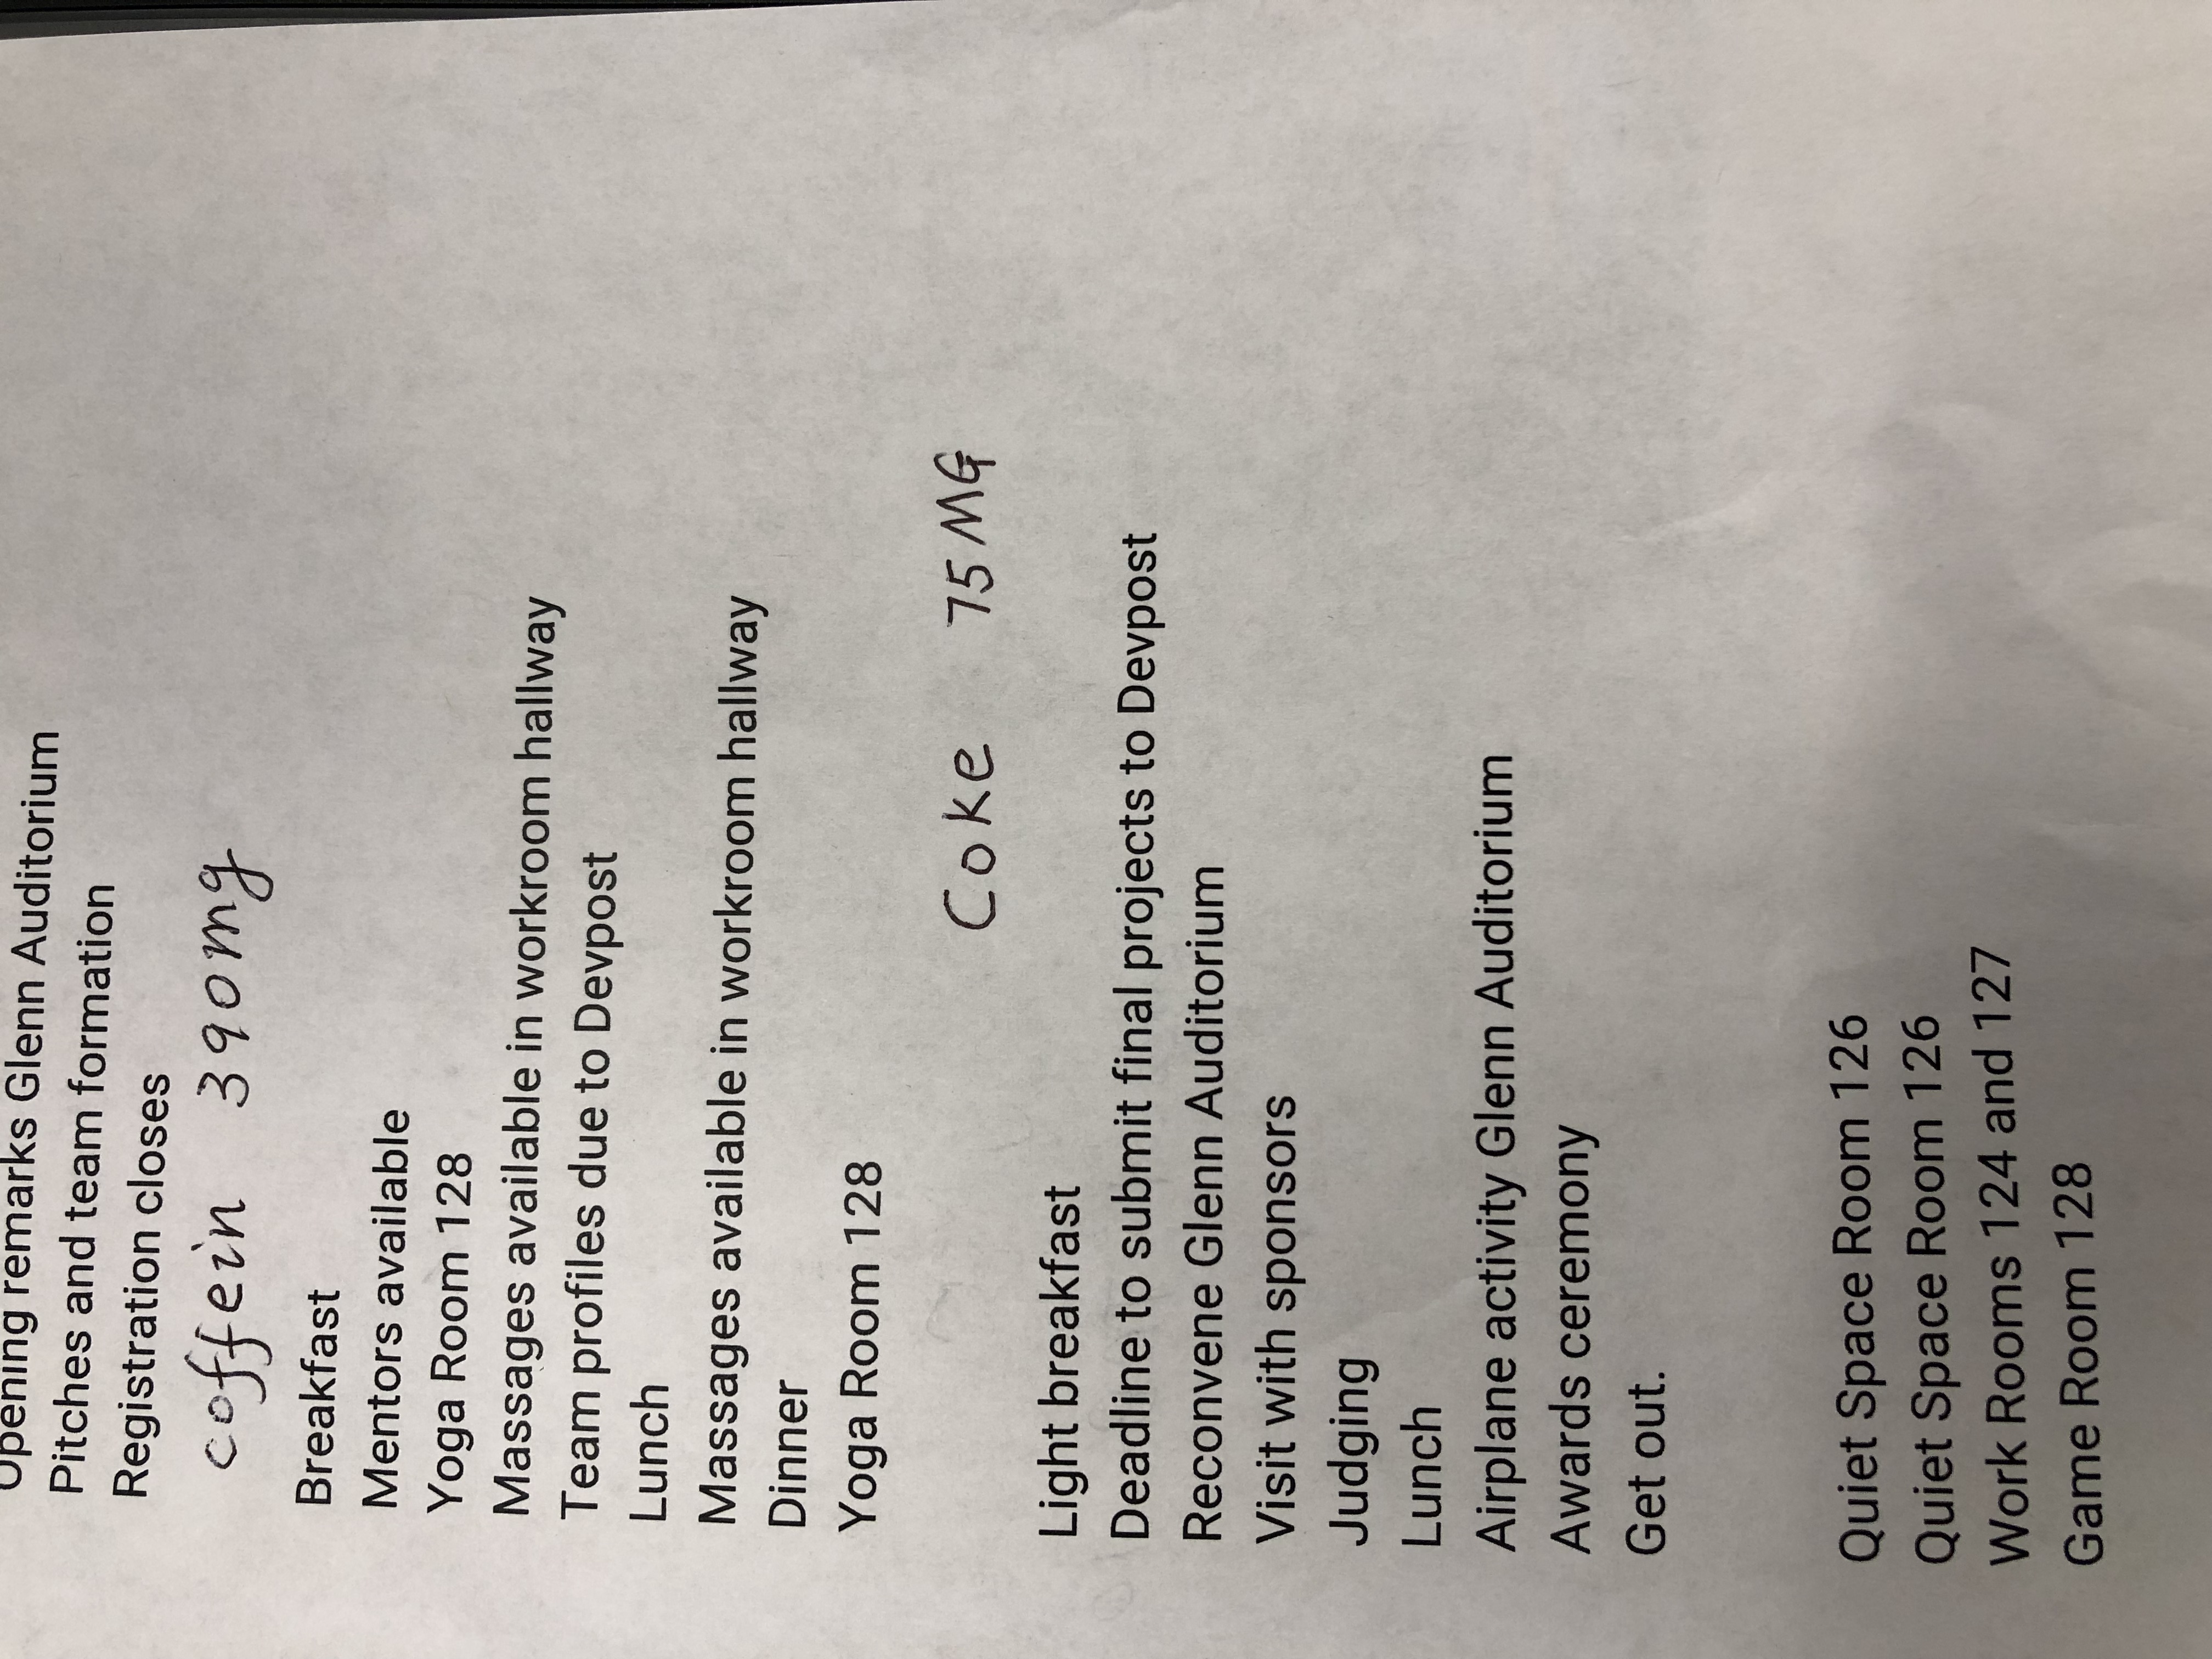 Opening remarks Glenn Auditorium
Pitches and team formation
Registration closes
coffein 390mg
Breakfast
Mentors available
Yoga Room 128
Massages available in workroom hallway
Team profiles due to Devpost
Lunch
Massages available in workroom hallway
Dinner
Yoga Room 128
Coke 75MG
Light breakfast
Deadline to submit final projects to Devpost
Reconvene Glenn Auditorium
Visit with sponsors
Judging
Lunch
Airplane activity Glenn Auditorium
Awards ceremony
Get out.
Quiet Space Room 126
Quiet Space Room 126
Work Rooms 124 and 127
Game Room 128